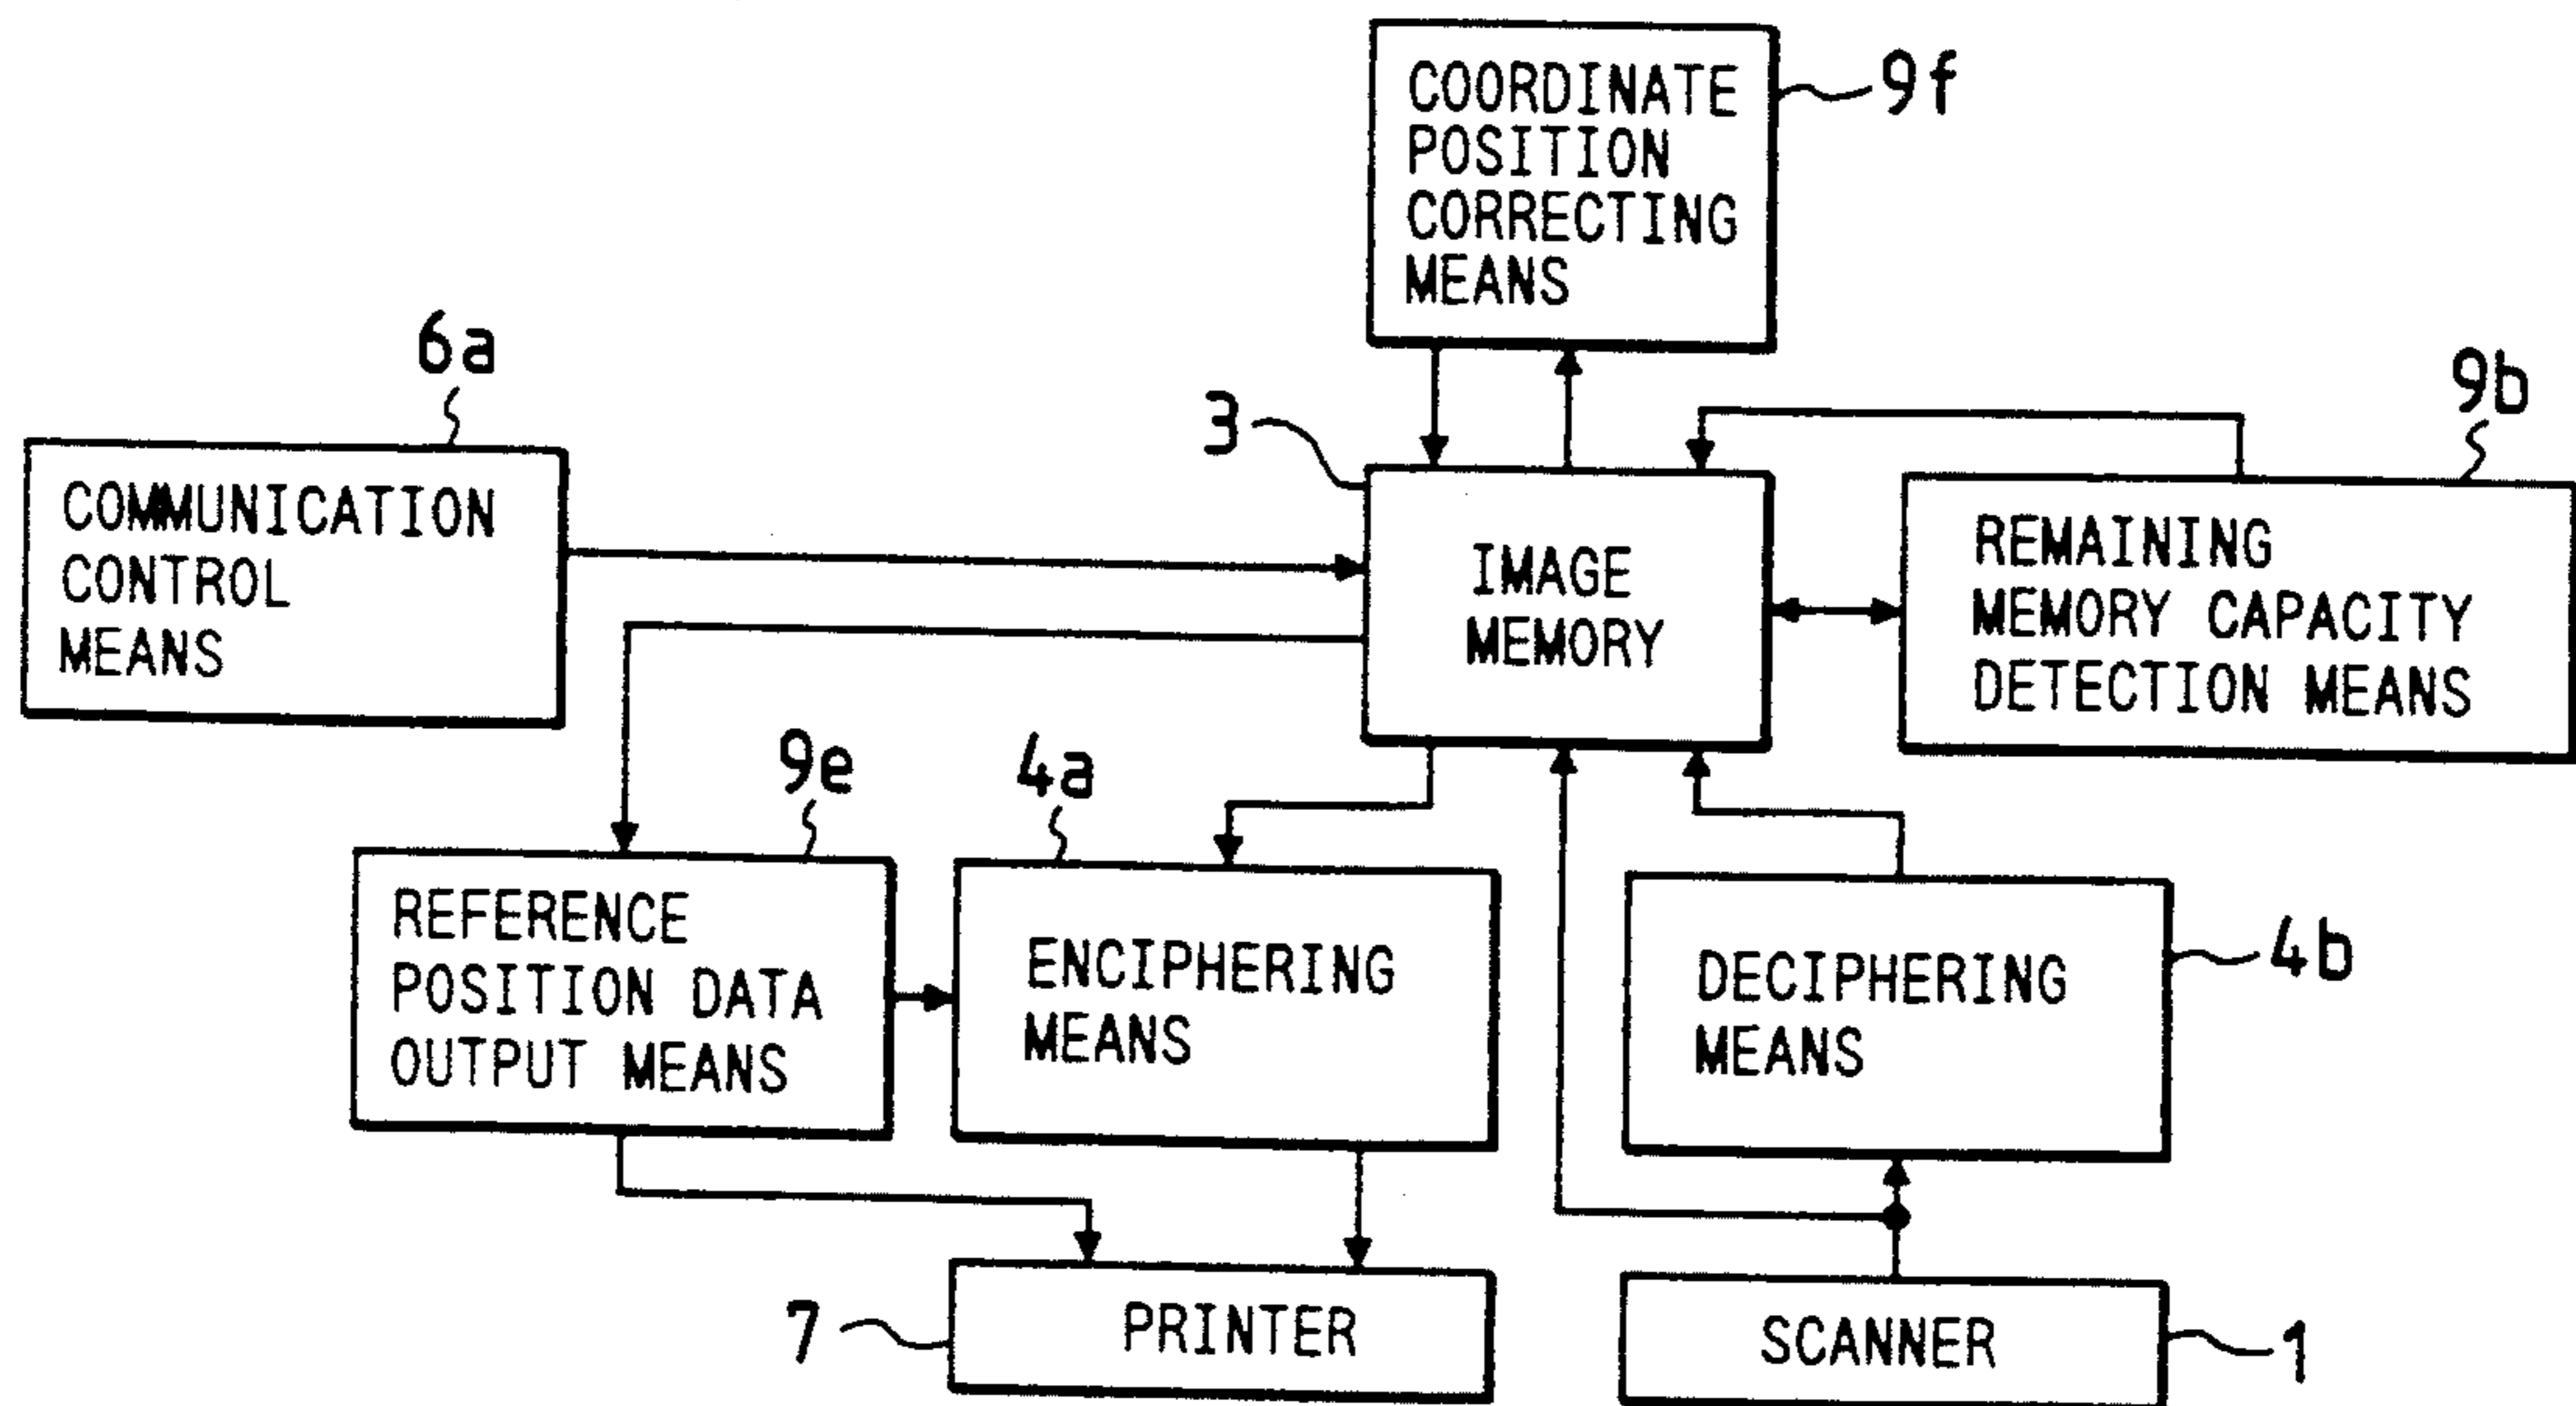 COORDINATE
POSITION
CORRECTING
MEANS
9f
6a
COMMUNICATION
CONTROL
MEANS
3
IMAGE
MEMORY
9b
REMAINING
MEMORY CAPACITY
DETECTION MEANS
9e
REFERENCE
POSITION DATA
OUTPUT MEANS
4a
ENCIPHERING
MEANS
DECIPHERING
MEANS
4b
7
PRINTER
SCANNER
1